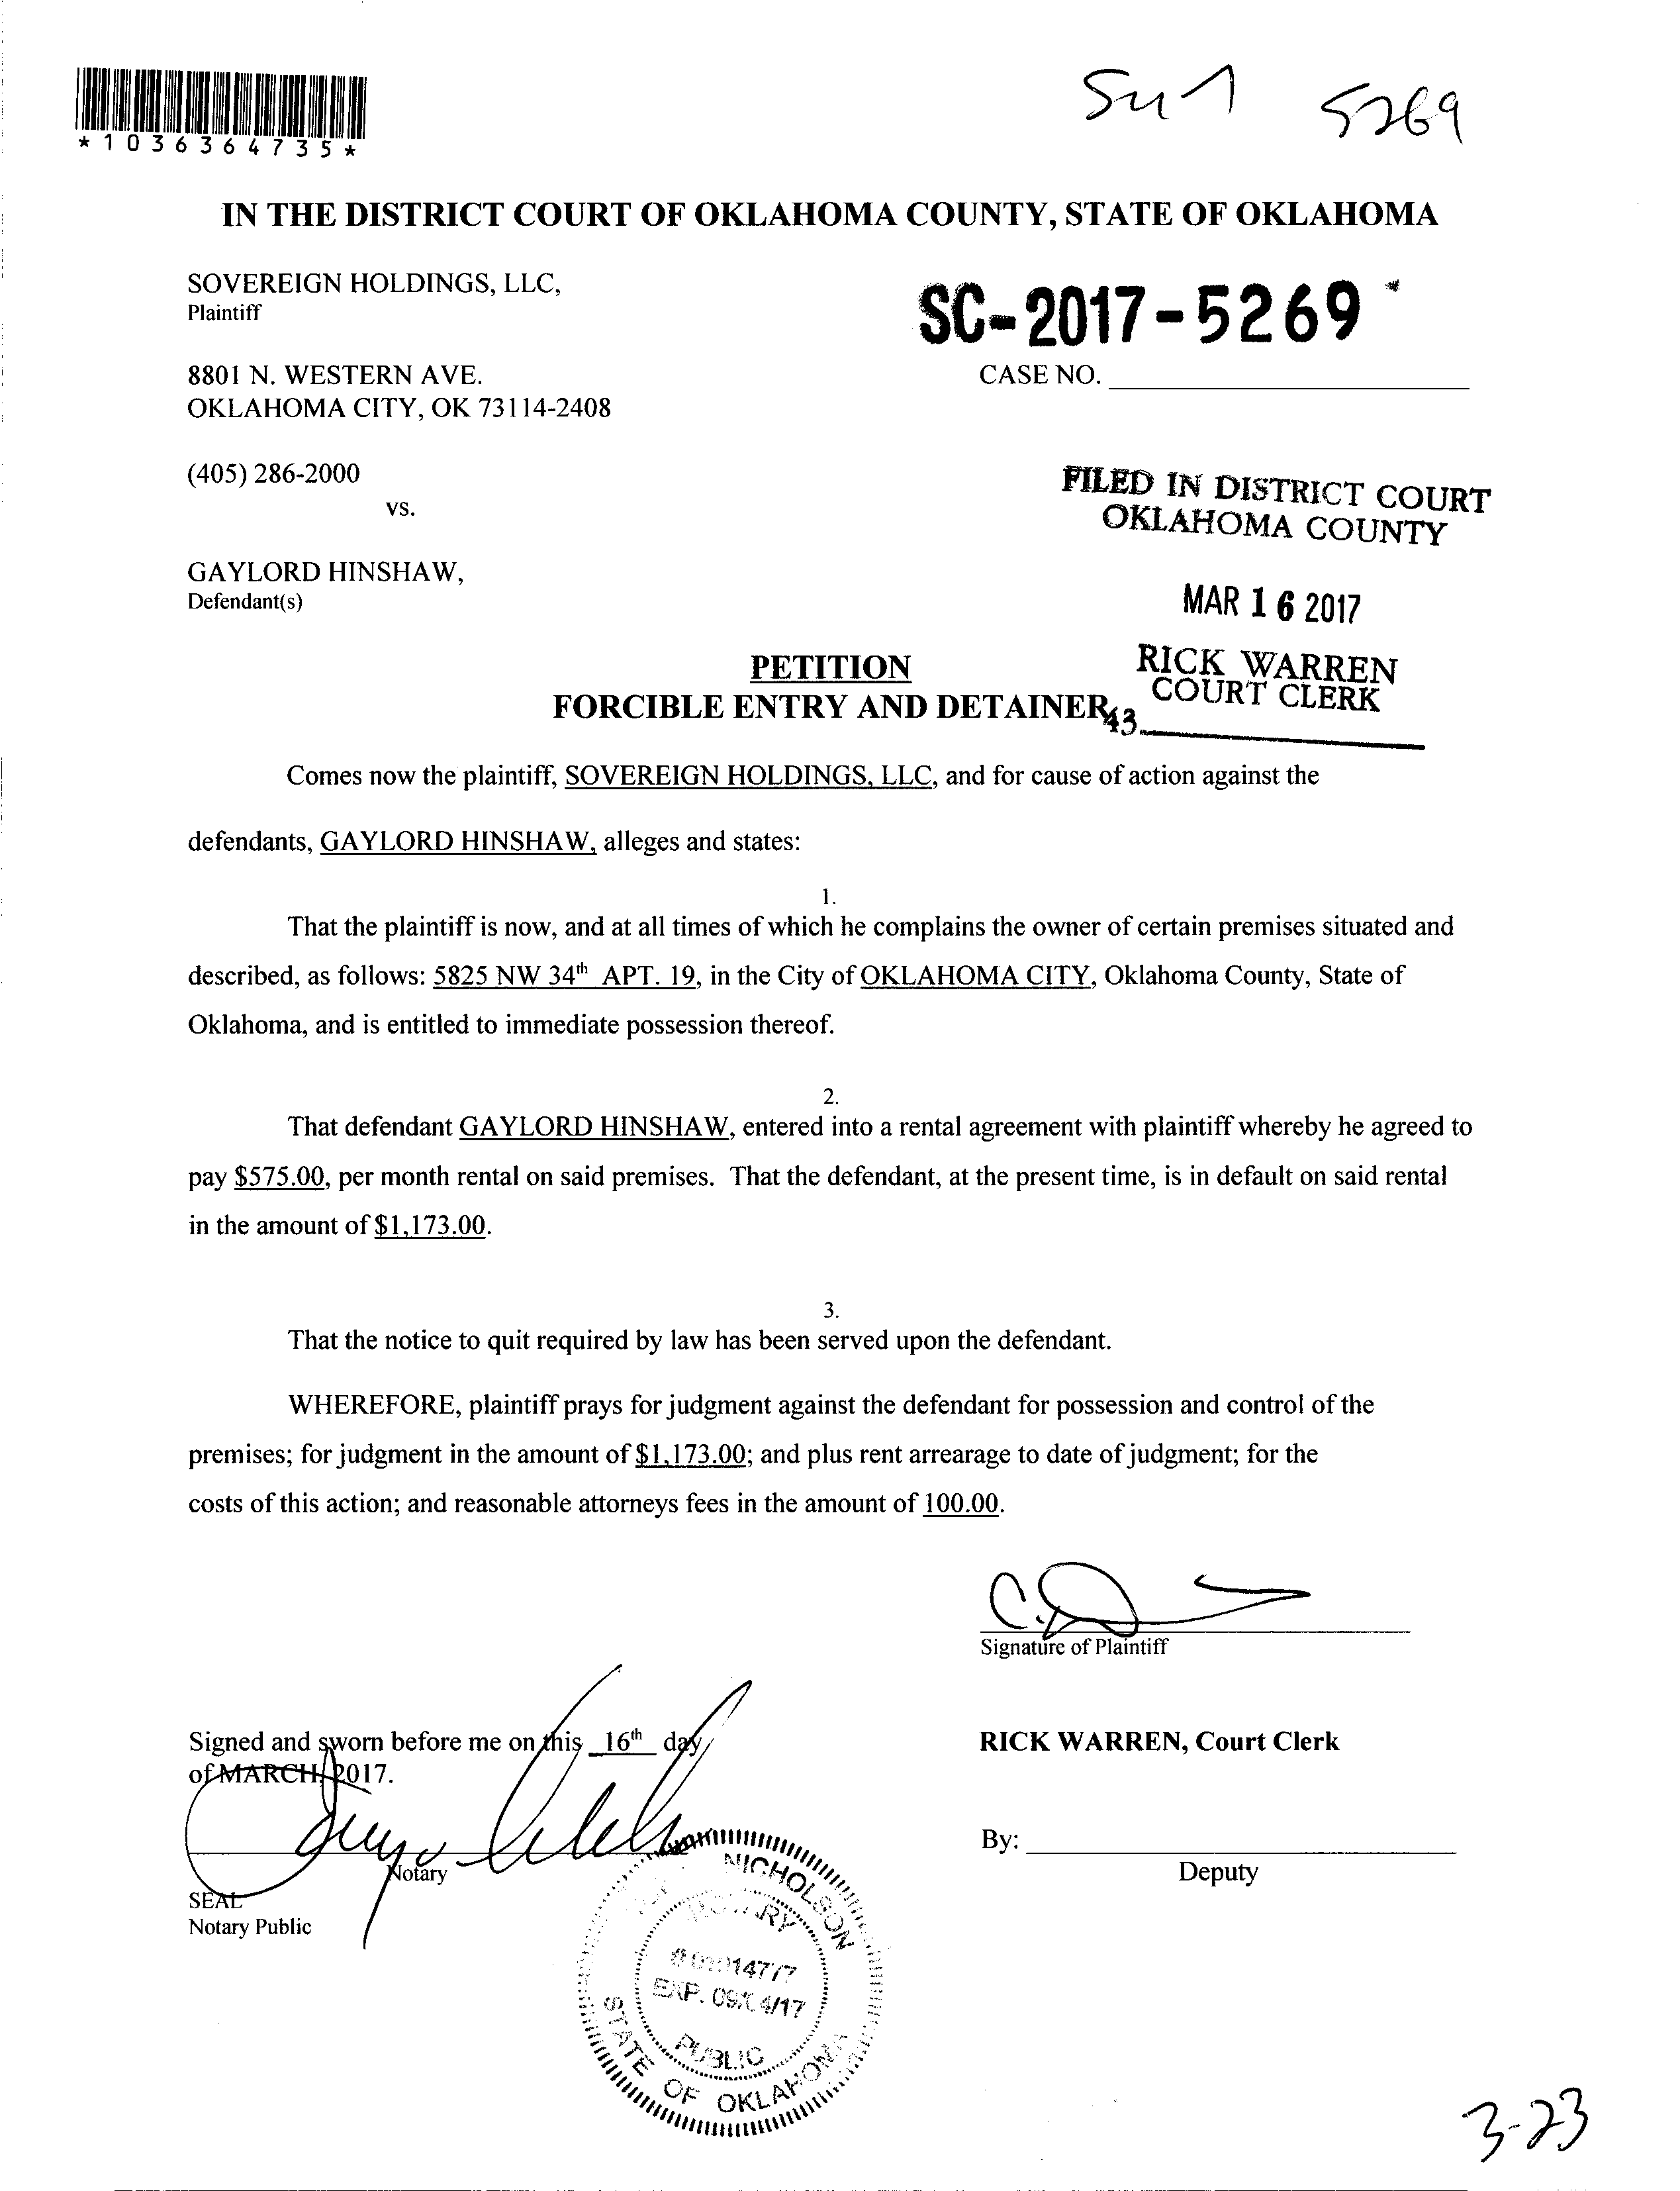 *1036364735*
5269
IN THE DISTRICT COURT OF OKLAHOMA COUNTY, STATE OF OKLAHOMA
SOVEREIGN HOLDINGS, LLC,
Plaintiff
SC-2017-5269
8801 N. WESTERN AVE.
CASE NO.
OKLAHOMA CITY, OK 73114-2408
(405) 286-2000
vs.
FILED IN DISTRICT COURT
OKLAHOMA COUNTY
GAYLORD HINSHAW,
Defendant(s)
MAR 16 2017
RICK WARREN
COURT CLERK
43
PETITION
FORCIBLE ENTRY AND DETAINER
Comes now the plaintiff, SOVEREIGN HOLDINGS, LLC, and for cause of action against the
defendants, GAYLORD HINSHAW, alleges and states:
1.
That the plaintiff is now, and at all times of which he complains the owner of certain premises situated and
described, as follows: 5825 NW 34th APT. 19, in the City of OKLAHOMA CITY, Oklahoma County, State of
Oklahoma, and is entitled to immediate possession thereof.
2.
That defendant GAYLORD HINSHAW, entered into a rental agreement with plaintiff whereby he agreed to
pay $575.00, per month rental on said premises. That the defendant, at the present time, is in default on said rental
in the amount of $1,173.00.
3.
That the notice to quit required by law has been served upon the defendant.
WHEREFORE, plaintiff prays for judgment against the defendant for possession and control of the
premises; for judgment in the amount of $1,173.00; and plus rent arrearage to date of judgment; for the
costs of this action; and reasonable attorneys fees in the amount of 100.00.
Signature of Plaintiff
Signed and sworn before me on this 16th day
of MARCH, 2017.
RICK WARREN, Court Clerk
By:
Deputy
Notary
SEAL
Notary Public
NICHOLSON
NOTARY
EXP. 09/04/17
PUBLIC
STATE OF OKLAHOMA
3-23